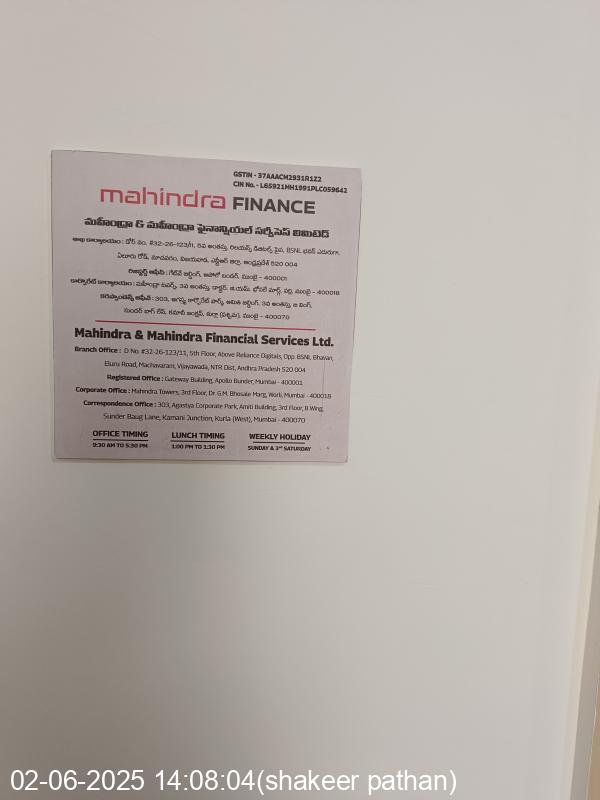 GSTIN - 37AAACM2931R1Z2
CIN No. - L65921MH1991PLC059642
mahindra FINANCE
మహీంద్రా & మహీంద్రా ఫైనాన్షియల్ సర్వీసెస్ లిమిటెడ్
శాఖ కార్యాలయం : డోర్ నం. #32-26-123/11, 5వ అంతస్తు, రిలయన్స్ డిజిటల్స్ పైన, BSNL భవన్ ఎదురుగా,
ఏలూరు రోడ్, మాచవరం, విజయవాడ, ఎన్టీఆర్ జిల్లా, ఆంధ్రప్రదేశ్ 520 004
రిజిస్టర్డ్ ఆఫీస్ : గేట్‌వే బిల్డింగ్, అపోలో బందర్, ముంబై - 400001
కార్పొరేట్ కార్యాలయం : మహీంద్రా టవర్స్, 3వ అంతస్తు, డాక్టర్. జి.యమ్. భోసలే మార్గ్, వర్లి, ముంబై - 400018
కరెస్పాండెన్స్ ఆఫీస్ : 303, అగస్త్య కార్పోరేట్ పార్క్, అమితి బిల్డింగ్, 3వ అంతస్తు, బి వింగ్,
సుందర్ బాగ్ లేన్, కమానీ జంక్షన్, కుర్లా (పశ్చిమ), ముంబై - 400070
Mahindra & Mahindra Financial Services Ltd.
Branch Office : D No. #32-26-123/11, 5th Floor, Above Reliance Digitals, Opp. BSNL Bhavan,
Eluru Road, Machavaram, Vijayawada, NTR Dist, Andhra Pradesh 520 004
Registered Office : Gateway Building, Apollo Bunder, Mumbai - 400001
Corporate Office : Mahindra Towers, 3rd Floor, Dr. G.M. Bhosale Marg, Worli, Mumbai - 400018
Correspondence Office : 303, Agastya Corporate Park, Amiti Building, 3rd Floor, B Wing,
Sunder Baug Lane, Kamani Junction, Kurla (West), Mumbai - 400070
OFFICE TIMING LUNCH TIMING WEEKLY HOLIDAY
9:30 AM TO 5:30 PM 1:00 PM TO 1:30 PM SUNDAY & 3rd SATURDAY
02-06-2025 14:08:04(shakeer pathan)